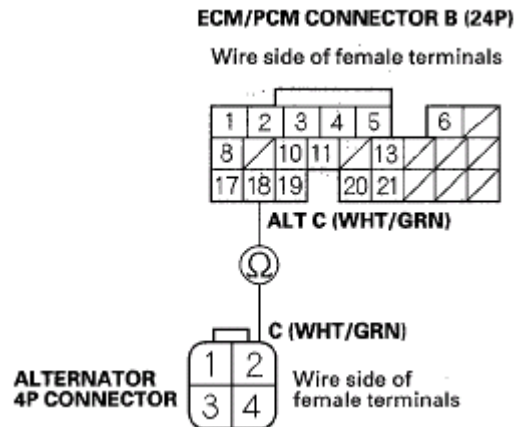 ECM/PCM CONNECTOR B (24P)
Wire side of female terminals
1 2 3 4 5 6
8 10 11 13
17 18 19 20 21
ALT C (WHT/GRN)
Ω
C (WHT/GRN)
1 2
3 4
ALTERNATOR
4P CONNECTOR
Wire side of
female terminals